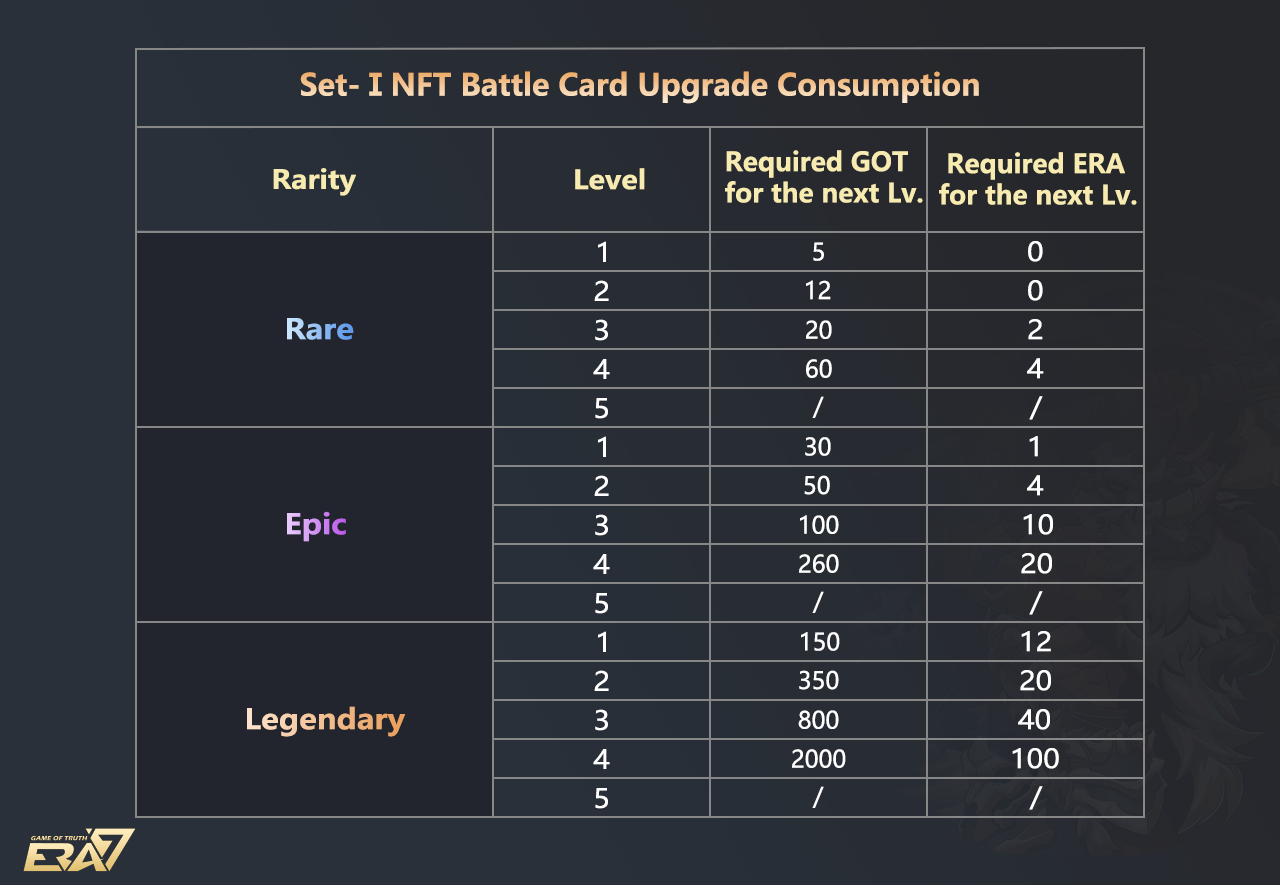 Set- I NFT Battle Card Upgrade Consumption
Rarity Level Required GOT for the next Lv. Required ERA for the next Lv.
Rare
1 5 0
2 12 0
3 20 2
4 60 4
5 / /
Epic
1 30 1
2 50 4
3 100 10
4 260 20
5 / /
Legendary
1 150 12
2 350 20
3 800 40
4 2000 100
5 / /
GAME OF TRUTH
ERA7